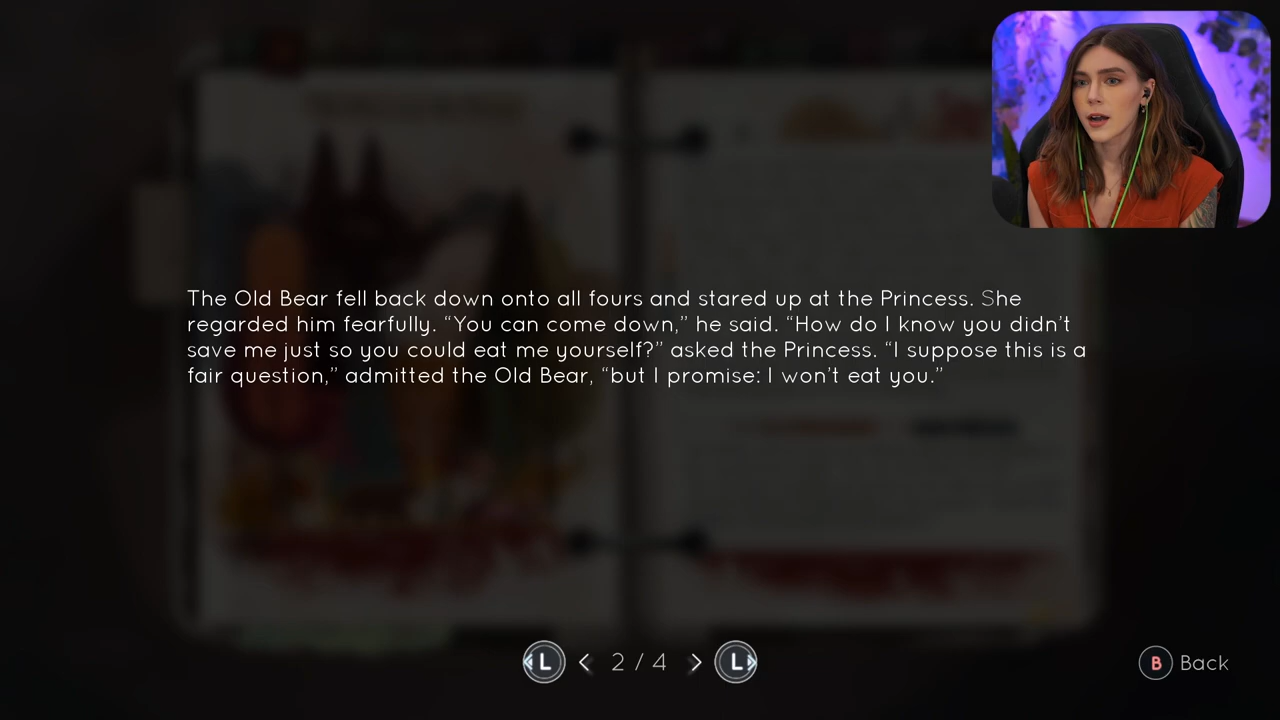 The Old Bear fell back down onto all fours and stared up at the Princess. She
regarded him fearfully. “You can come down,” he said. “How do I know you didn’t
save me just so you could eat me yourself?” asked the Princess. “I suppose this is a
fair question,” admitted the Old Bear, “but I promise: I won’t eat you.”
L < 2 / 4 > L
B Back